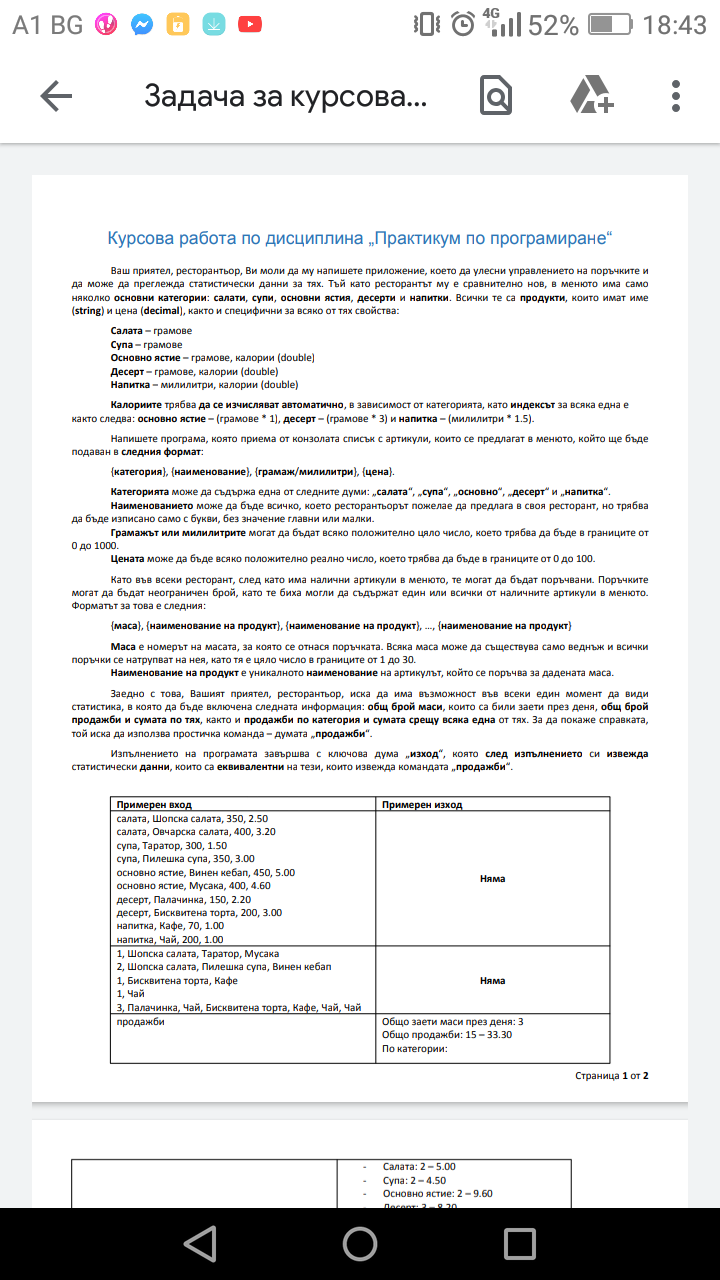 A1 BG 4G 52% 18:43
Задача за курсова...
Курсова работа по дисциплина „Практикум по програмиране“
Ваш приятел, ресторантьор, Ви моли да му напишете приложение, което да улесни управлението на поръчките и
да може да преглежда статистически данни за тях. Тъй като ресторантът му е сравнително нов, в менюто има само
няколко основни категории: салати, супи, основни ястия, десерти и напитки. Всички те са продукти, които имат име
(string) и цена (decimal), както и специфични за всяко от тях свойства:
Салата – грамове
Супа – грамове
Основно ястие – грамове, калории (double)
Десерт – грамове, калории (double)
Напитка – милилитри, калории (double)
Калориите трябва да се изчисляват автоматично, в зависимост от категорията, като индексът за всяка една е
както следва: основно ястие – (грамове * 1), десерт – (грамове * 3) и напитка – (милилитри * 1.5).
Напишете програма, която приема от конзолата списък с артикули, които се предлагат в менюто, който ще бъде
подаван в следния формат:
{категория}, {наименование}, {грамаж/милилитри}, {цена}.
Категорията може да съдържа една от следните думи: „салата“, „супа“, „основно“, „десерт“ и „напитка“.
Наименованието може да бъде всичко, което ресторантьорът пожелае да предлага в своя ресторант, но трябва
да бъде изписано само с букви, без значение главни или малки.
Грамажът или милилитрите могат да бъдат всяко положително цяло число, което трябва да бъде в границите от
0 до 1000.
Цената може да бъде всяко положително реално число, което трябва да бъде в границите от 0 до 100.
Като във всеки ресторант, след като има налични артикули в менюто, те могат да бъдат поръчвани. Поръчките
могат да бъдат неограничен брой, като те биха могли да съдържат един или всички от наличните артикули в менюто.
Форматът за това е следния:
{маса}, {наименование на продукт}, {наименование на продукт}, ..., {наименование на продукт}
Маса е номерът на масата, за която се отнася поръчката. Всяка маса може да съществува само веднъж и всички
поръчки се натрупват на нея, като тя е цяло число в границите от 1 до 30.
Наименование на продукт е уникалното наименование на артикулът, който се поръчва за дадената маса.
Заедно с това, Вашият приятел, ресторантьор, иска да има възможност във всеки един момент да види
статистика, в която да бъде включена следната информация: общ брой маси, които са били заети през деня, общ брой
продажби и сумата по тях, както и продажби по категория и сумата срещу всяка една от тях. За да покаже справката,
той иска да използва простичка команда – думата „продажби“.
Изпълнението на програмата завършва с ключова дума „изход“, която след изпълнението си извежда
статистически данни, които са еквивалентни на тези, които извежда командата „продажби“.
Примерен вход Примерен изход
салата, Шопска салата, 350, 2.50
салата, Овчарска салата, 400, 3.20
супа, Таратор, 300, 1.50
супа, Пилешка супа, 350, 3.00
основно ястие, Винен кебап, 450, 5.00
основно ястие, Мусака, 400, 4.60
десерт, Палачинка, 150, 2.20
десерт, Бисквитена торта, 200, 3.00
напитка, Кафе, 70, 1.00
напитка, Чай, 200, 1.00
Няма
1, Шопска салата, Таратор, Мусака
2, Шопска салата, Пилешка супа, Винен кебап
1, Бисквитена торта, Кафе
1, Чай
3, Палачинка, Чай, Бисквитена торта, Кафе, Чай, Чай
Няма
продажби
Общо заети маси през деня: 3
Общо продажби: 15 – 33.30
По категории:
Страница 1 от 2
- Салата: 2 – 5.00
- Супа: 2 – 4.50
- Основно ястие: 2 – 9.60
- Десерт: 3 – 8.20